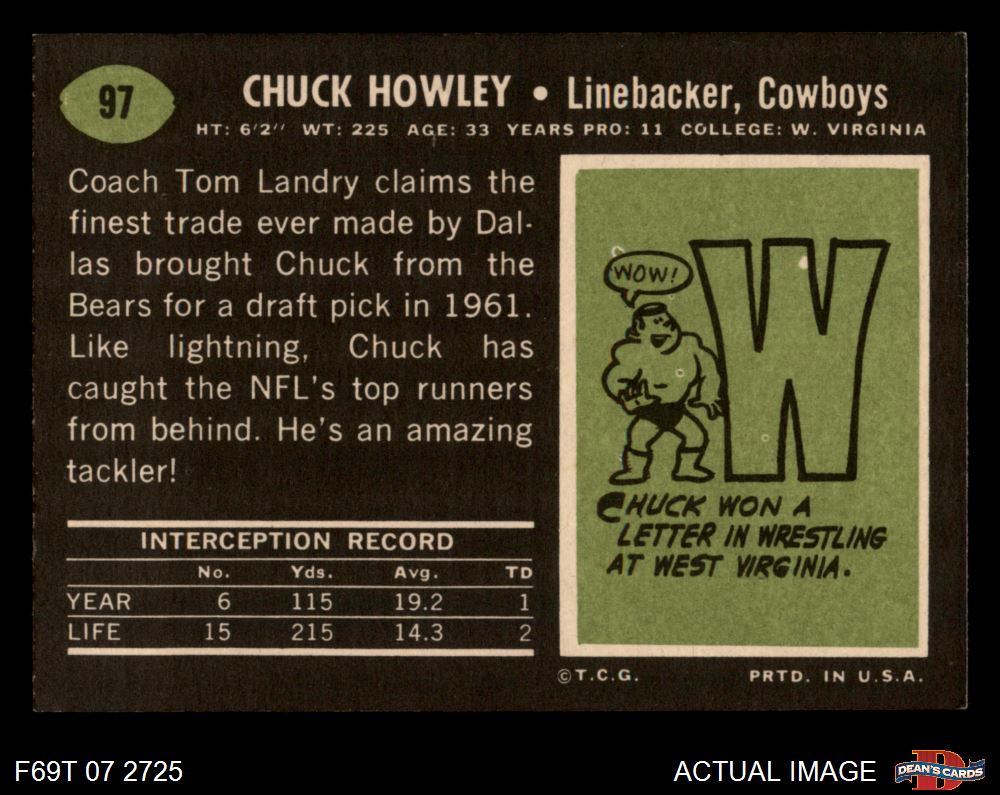 97
CHUCK HOWLEY • Linebacker, Cowboys
HT: 6'2'' WT: 225 AGE: 33 YEARS PRO: 11 COLLEGE: W. VIRGINIA
Coach Tom Landry claims the
finest trade ever made by Dal-
las brought Chuck from the
Bears for a draft pick in 1961.
Like lightning, Chuck has
caught the NFL's top runners
from behind. He's an amazing
tackler!
INTERCEPTION RECORD
No. Yds. Avg. TD
YEAR 6 115 19.2 1
LIFE 15 215 14.3 2
WOW!
W
CHUCK WON A
LETTER IN WRESTLING
AT WEST VIRGINIA.
©T.C.G. PRTD. IN U.S.A.
F69T 07 2725
ACTUAL IMAGE
D
DEAN'S CARDS